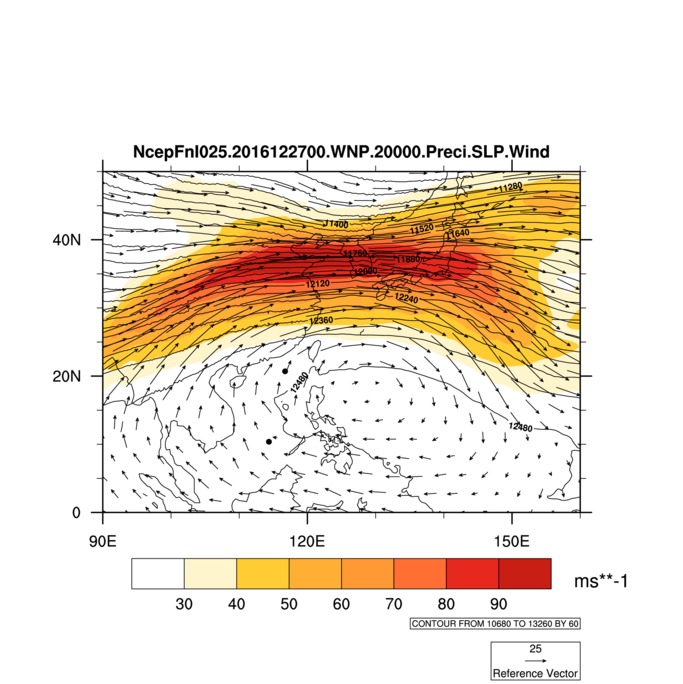 NcepFnl025.2016122700.WNP.20000.Preci.SLP.Wind
11280
11400
11520
11640
40N
11760
11880
12000
12120
12240
12360
20N
12480
12480
0
90E 120E 150E
ms**-1
30 40 50 60 70 80 90
CONTOUR FROM 10680 TO 13260 BY 60
25
Reference Vector